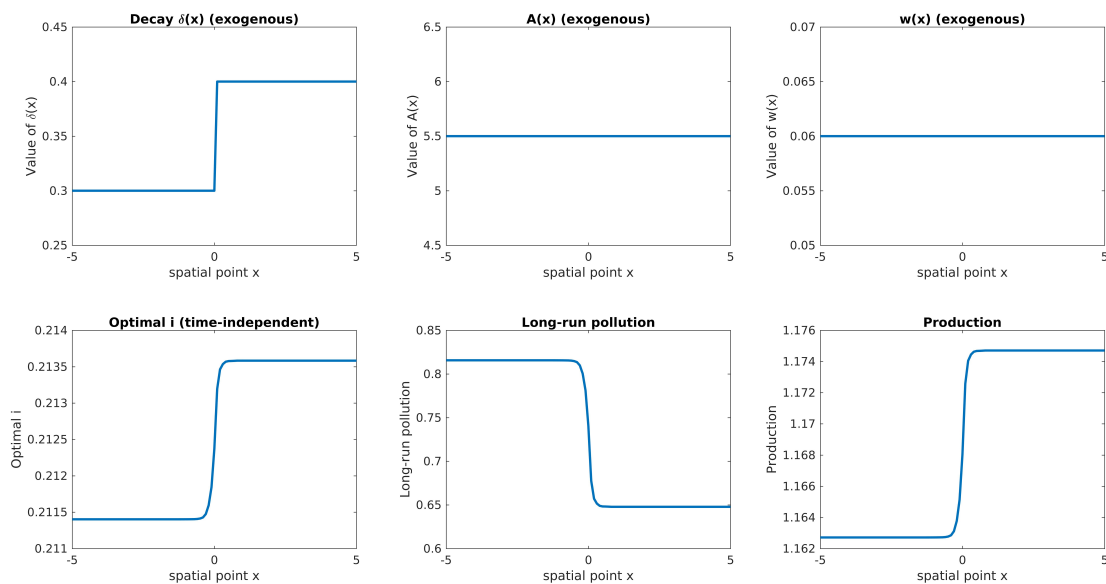 Decay δ(x) (exogenous)
0.45
0.4
0.35
0.3
0.25
Value of δ(x)
-5 0 5
spatial point x
A(x) (exogenous)
6.5
6
5.5
5
4.5
Value of A(x)
-5 0 5
spatial point x
w(x) (exogenous)
0.07
0.065
0.06
0.055
0.05
Value of w(x)
-5 0 5
spatial point x
Optimal i (time-independent)
0.214
0.2135
0.213
0.2125
0.212
0.2115
0.211
Optimal i
-5 0 5
spatial point x
Long-run pollution
0.85
0.8
0.75
0.7
0.65
0.6
Long-run pollution
-5 0 5
spatial point x
Production
1.176
1.174
1.172
1.17
1.168
1.166
1.164
1.162
Production
-5 0 5
spatial point x